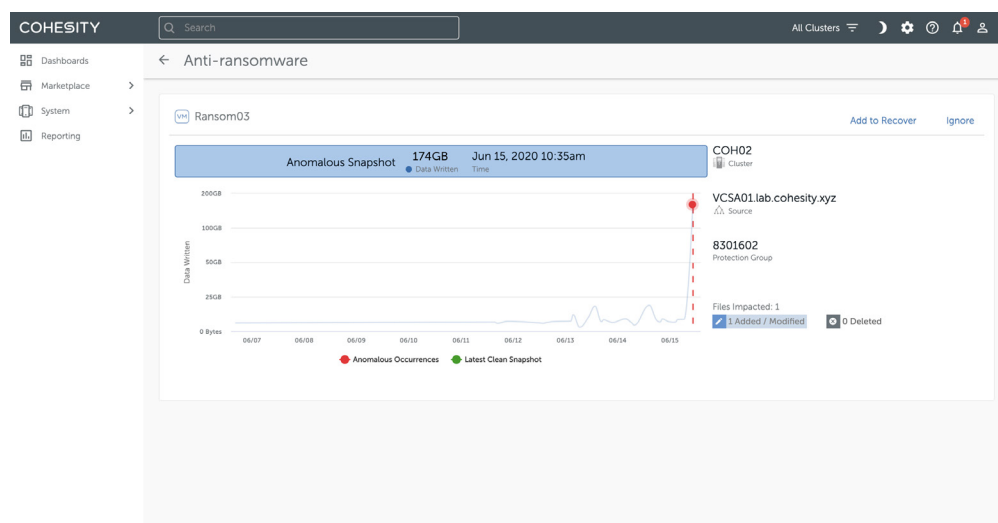 COHESITY
Search
All Clusters
1
Dashboards
Marketplace
System
Reporting
Anti-ransomware
VM Ransom03
Add to Recover Ignore
Anomalous Snapshot 174GB Jun 15, 2020 10:35am
Data Written Time
COH02
Cluster
VCSA01.lab.cohesity.xyz
Source
8301602
Protection Group
Files Impacted: 1
1 Added / Modified 0 Deleted
Data Written
200GB
100GB
50GB
25GB
0 Bytes
06/07 06/08 06/09 06/10 06/11 06/12 06/13 06/14 06/15
Anomalous Occurrences Latest Clean Snapshot